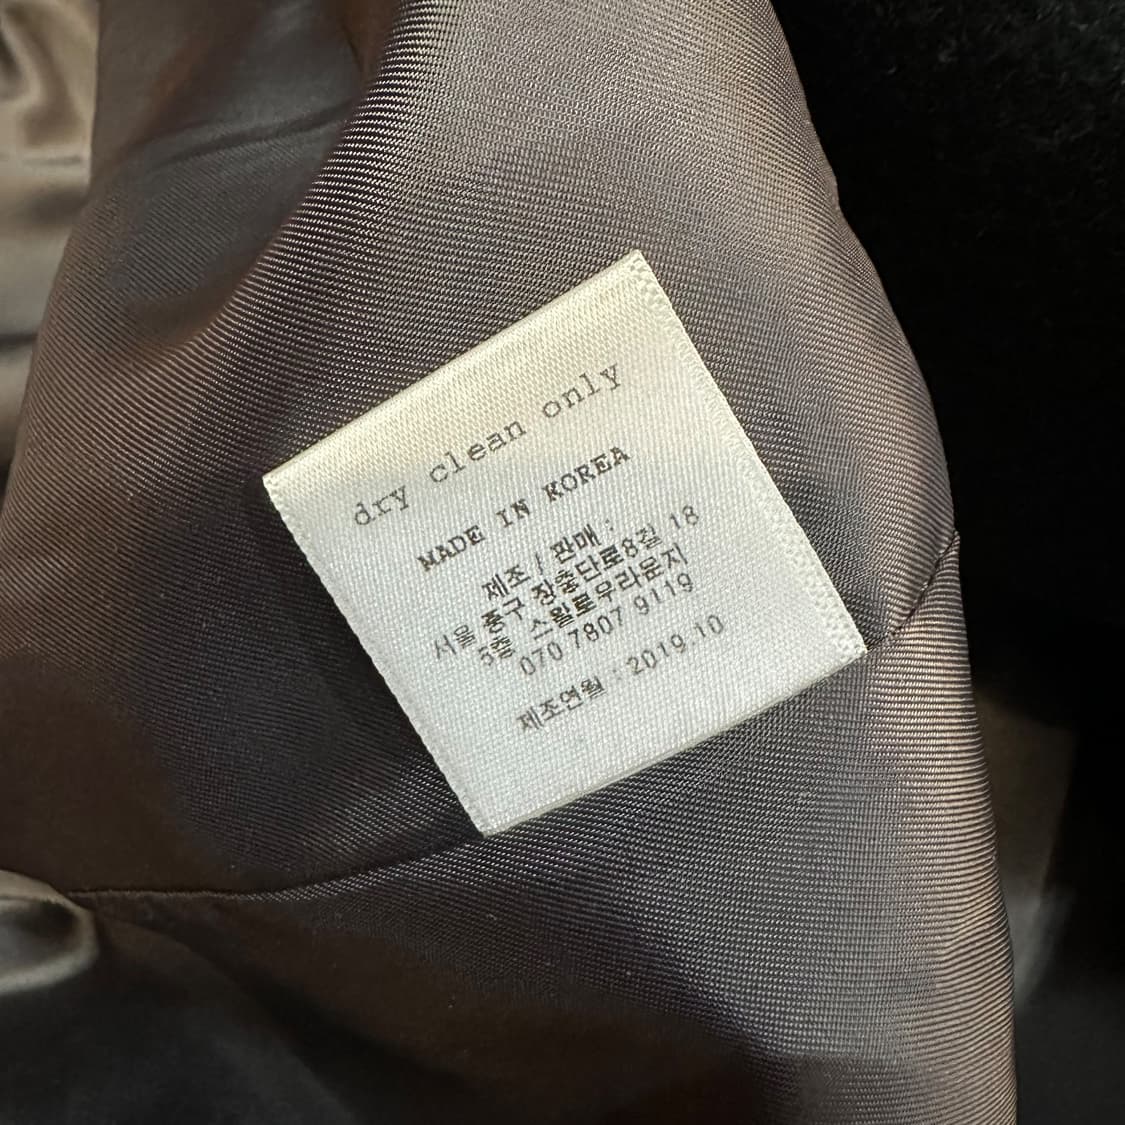 dry clean only
MADE IN KOREA
제조 / 판매 :
서울 중구 장충단로8길 18
5층 스월로우라운지
070 7807 9119
제조연월 : 2019.10